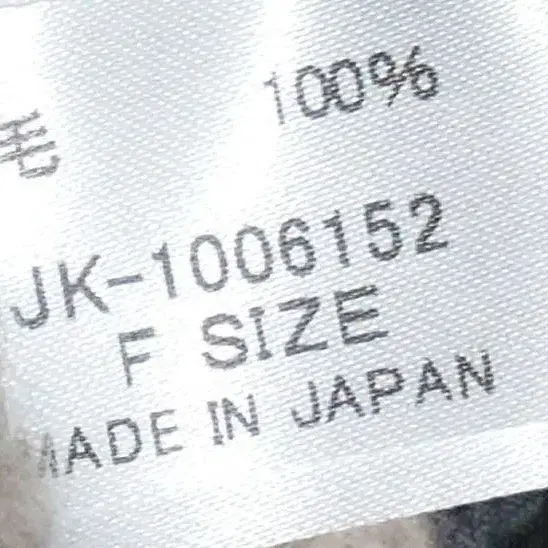 毛 100%
JK-1006152
F SIZE
MADE IN JAPAN